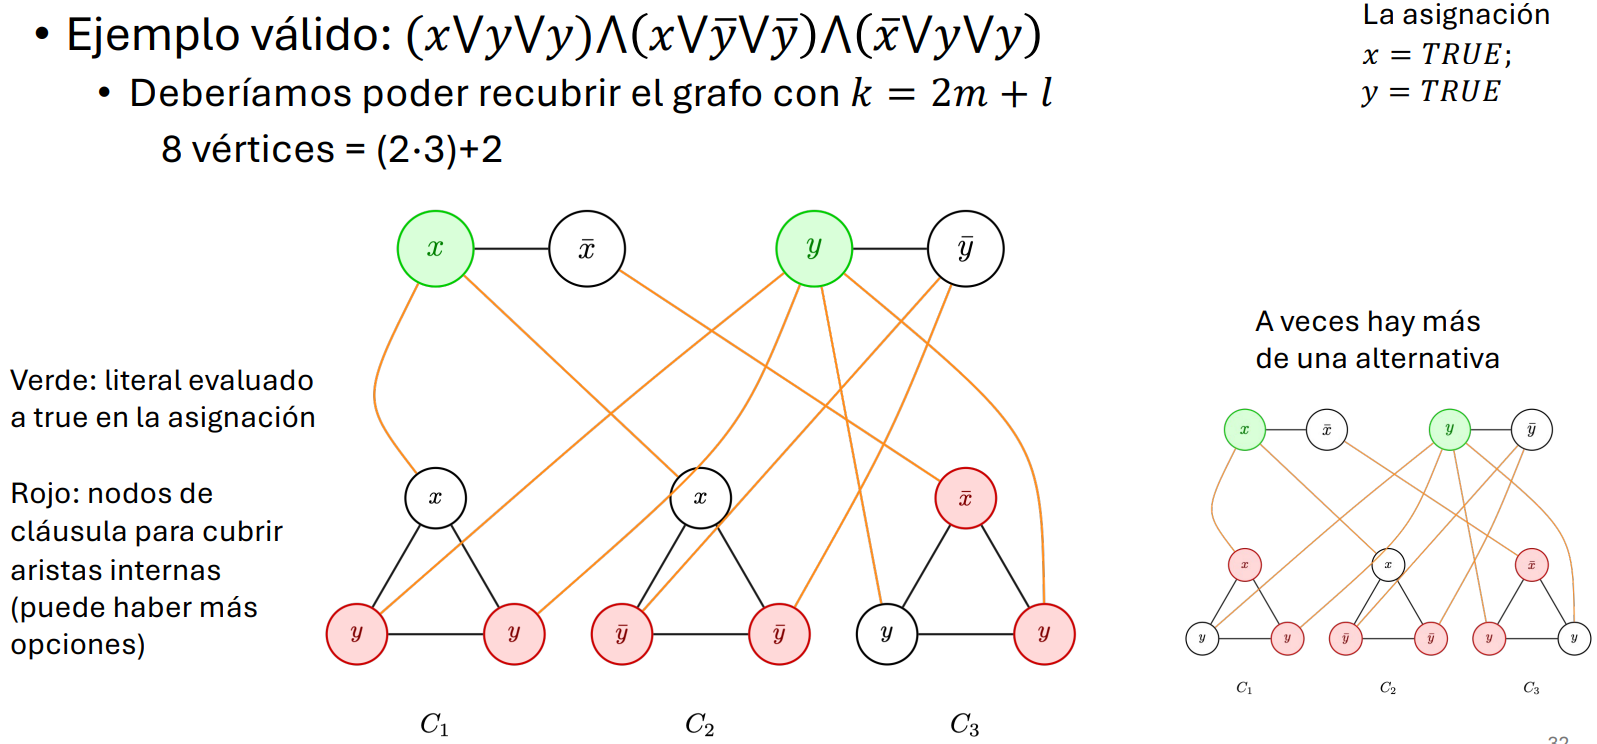 • Ejemplo válido: (x∨y∨y)∧(x∨ȳ∨ȳ)∧(x̄∨y∨y)
• Deberíamos poder recubrir el grafo con k = 2m + l
8 vértices = (2·3)+2
La asignación
x = TRUE;
y = TRUE
x x̄ y ȳ
Verde: literal evaluado
a true en la asignación
Rojo: nodos de
cláusula para cubrir
aristas internas
(puede haber más
opciones)
x x x̄
y y ȳ ȳ y y
C₁ C₂ C₃
A veces hay más
de una alternativa
x x̄ y ȳ
x x x̄
y y ȳ ȳ y y
C₁ C₂ C₃
32